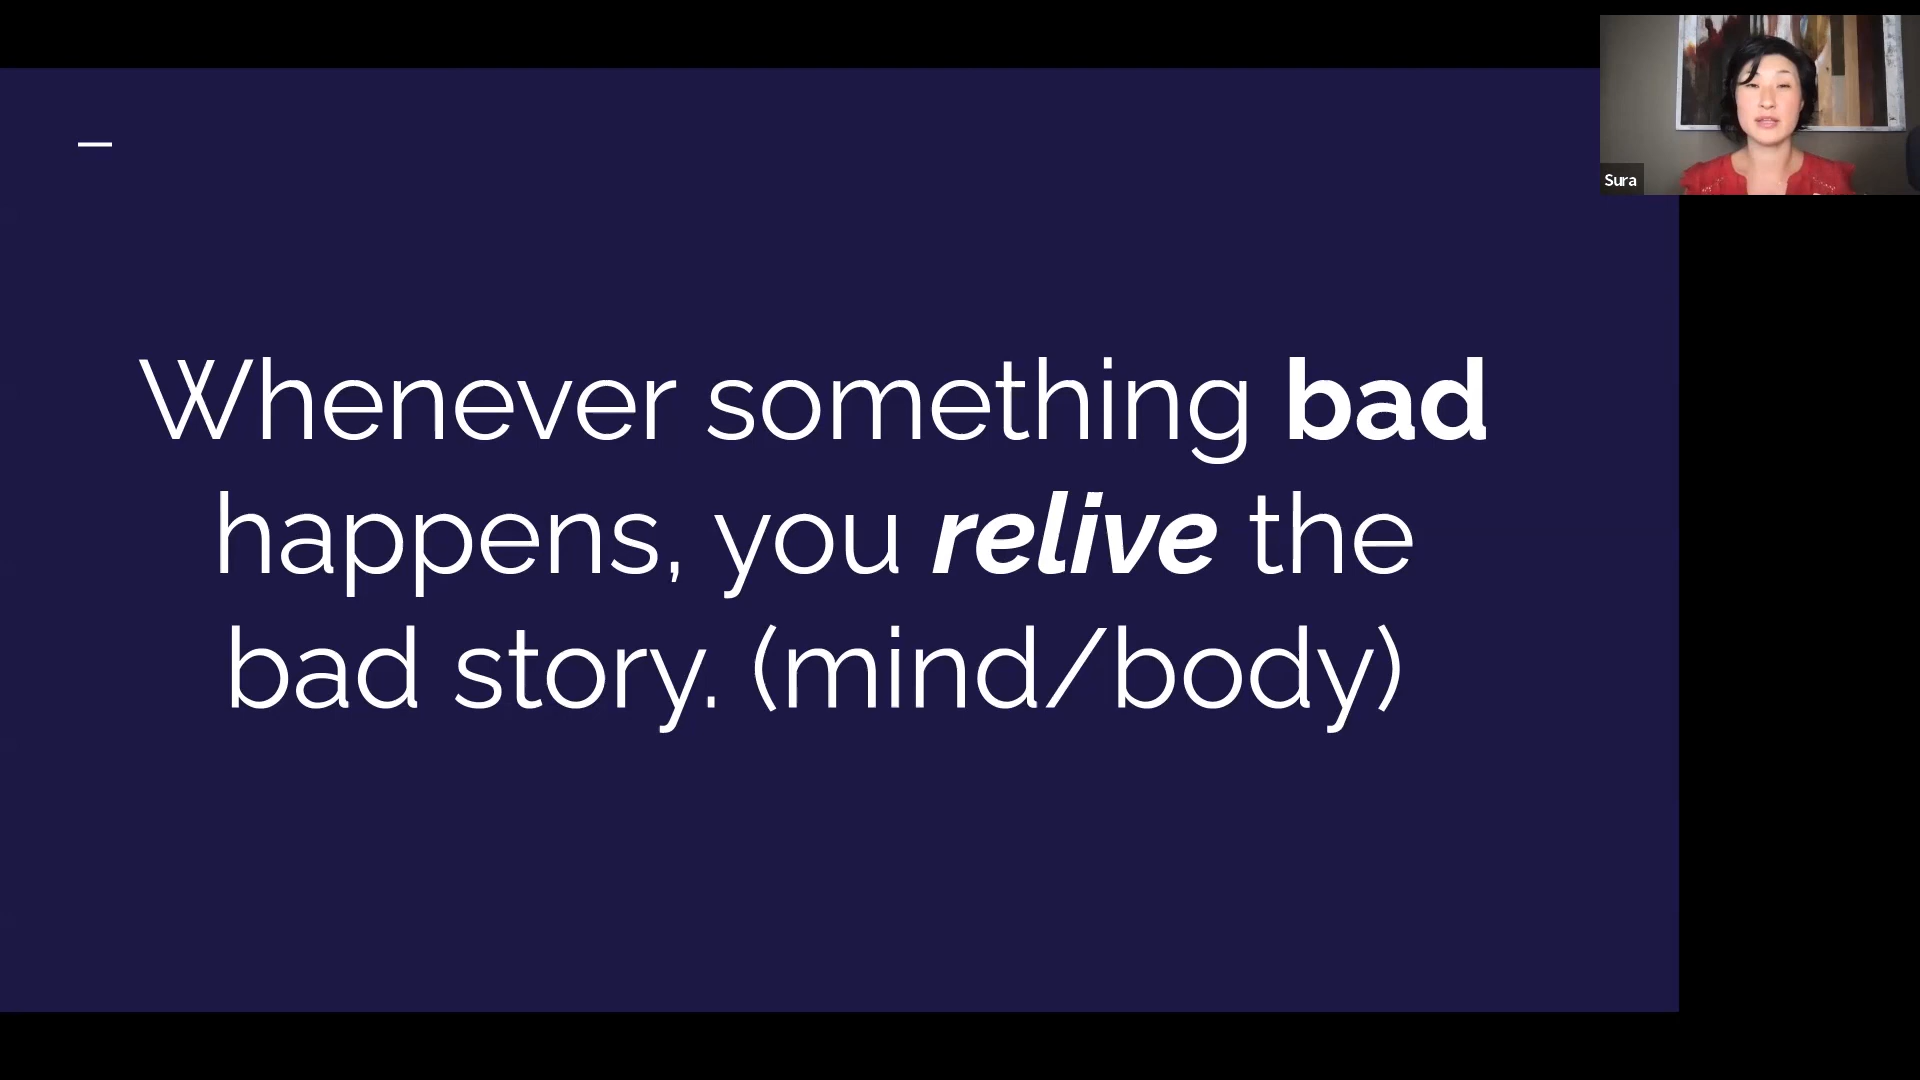 Whenever something bad
happens, you relive the
bad story. (mind/body)
Sura